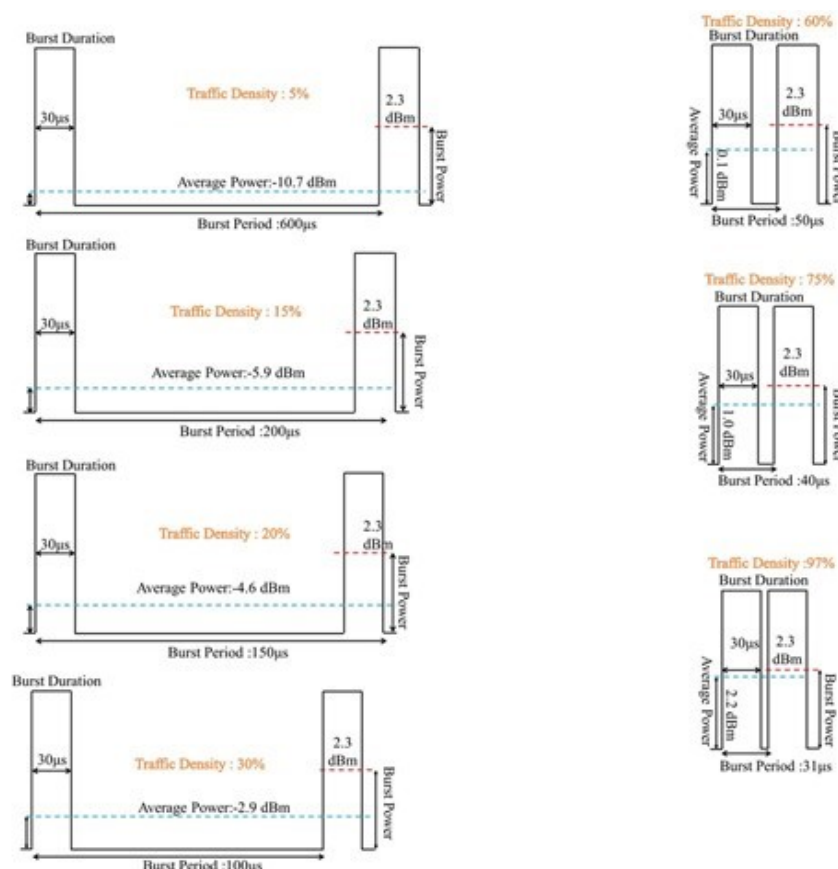 Burst Duration
Traffic Density : 5%
30μs
2.3
dBm
Burst Power
Average Power:-10.7 dBm
Burst Period :600μs
Burst Duration
Traffic Density : 15%
30μs
2.3
dBm
Burst Power
Average Power:-5.9 dBm
Burst Period :200μs
Burst Duration
Traffic Density : 20%
30μs
2.3
dBm
Burst Power
Average Power:-4.6 dBm
Burst Period :150μs
Burst Duration
Traffic Density : 30%
30μs
2.3
dBm
Burst Power
Average Power:-2.9 dBm
Burst Period :100μs
Traffic Density : 60%
Burst Duration
30μs
2.3
dBm
Average Power
0.1 dBm
Burst Power
Burst Period :50μs
Traffic Density : 75%
Burst Duration
30μs
2.3
dBm
Average Power
1.0 dBm
Burst Power
Burst Period :40μs
Traffic Density :97%
Burst Duration
30μs
2.3
dBm
Average Power
2.2 dBm
Burst Power
Burst Period :31μs